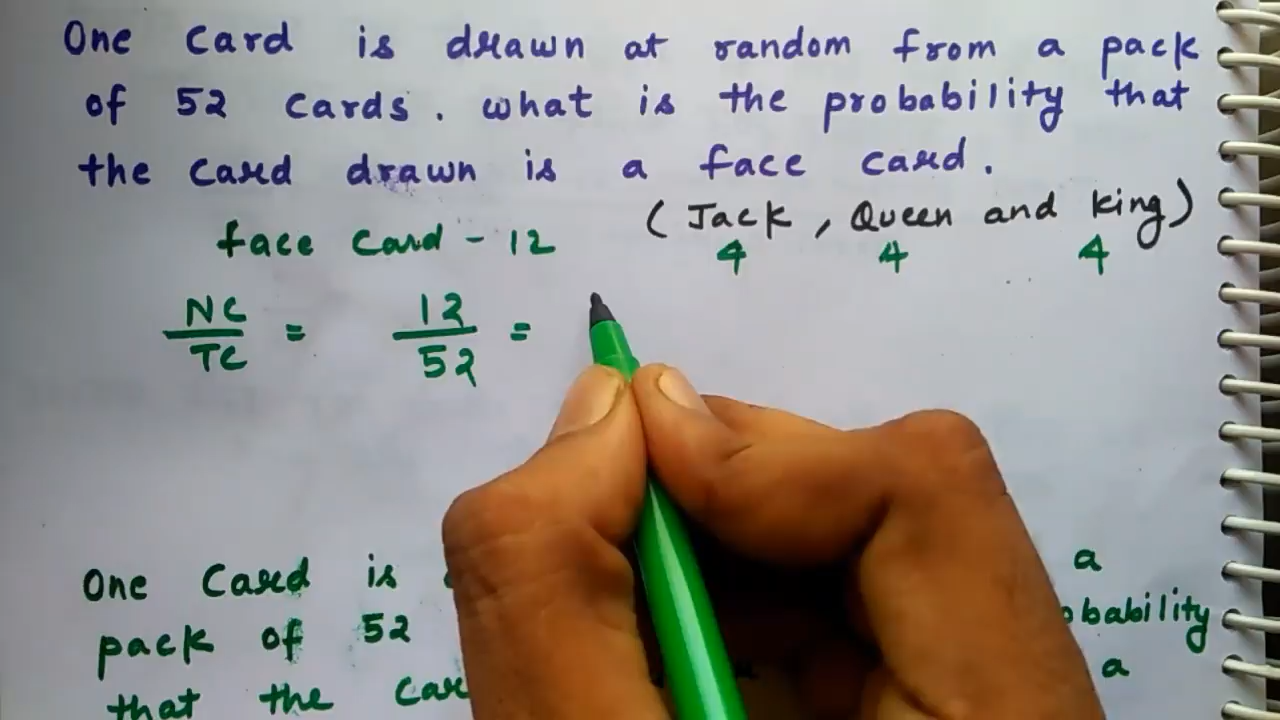 One card is drawn at random from a pack
of 52 cards. what is the probability that
the card drawn is a face card.
(Jack, Queen and king)
face card - 12
4 4 4
NC/TC = 12/52 =
One Card is a
pack of 52 probability
that the a